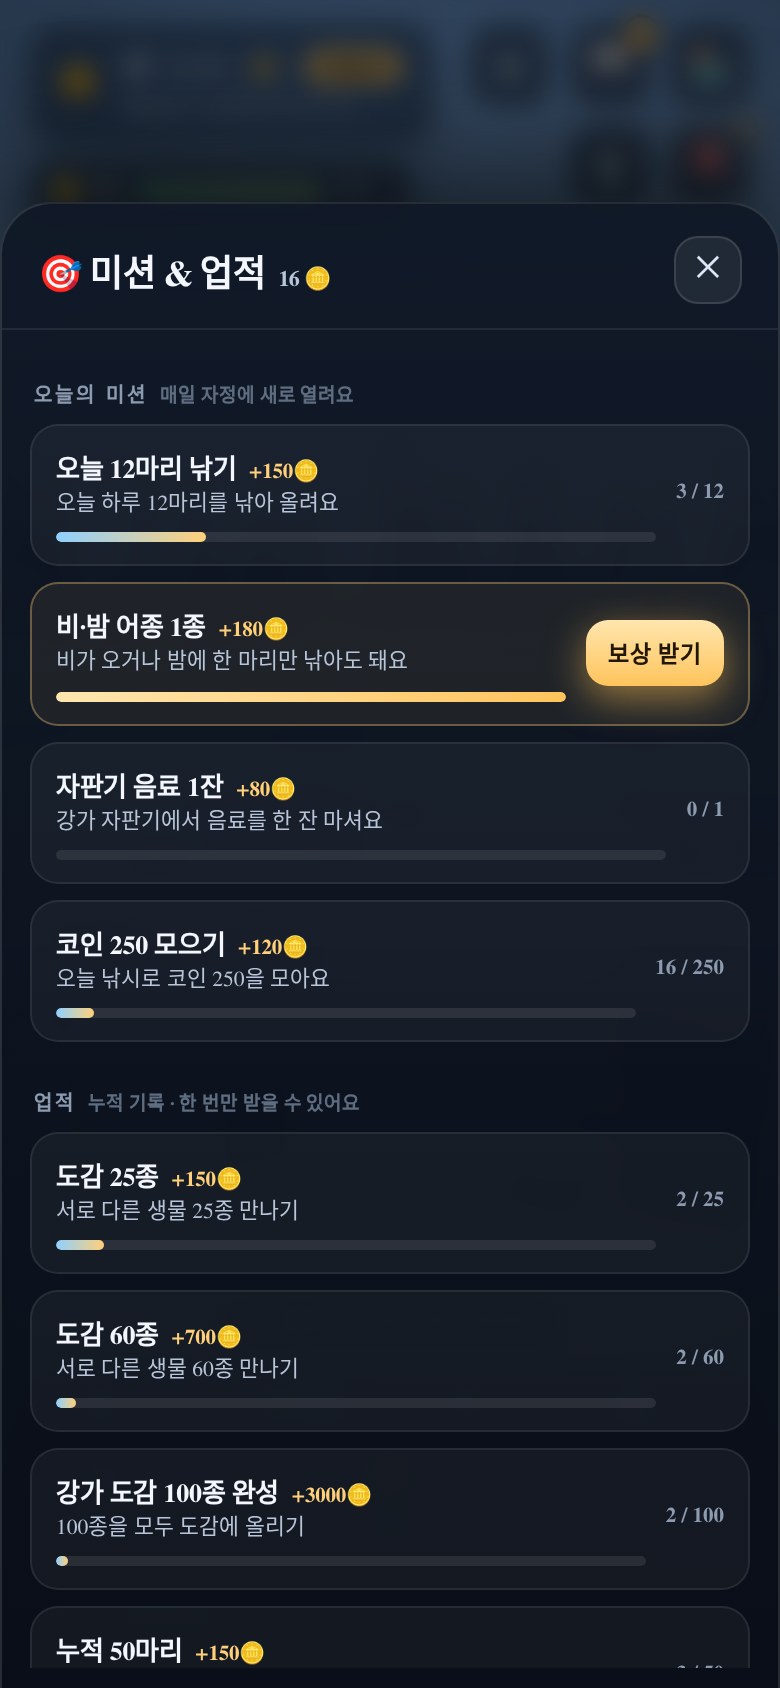 미션 & 업적 16
오늘의 미션 매일 자정에 새로 열려요
오늘 12마리 낚기 +150
오늘 하루 12마리를 낚아 올려요
3 / 12
비·밤 어종 1종 +180
비가 오거나 밤에 한 마리만 낚아도 돼요
보상 받기
자판기 음료 1잔 +80
강가 자판기에서 음료를 한 잔 마셔요
0 / 1
코인 250 모으기 +120
오늘 낚시로 코인 250을 모아요
16 / 250
업적 누적 기록 · 한 번만 받을 수 있어요
도감 25종 +150
서로 다른 생물 25종 만나기
2 / 25
도감 60종 +700
서로 다른 생물 60종 만나기
2 / 60
강가 도감 100종 완성 +3000
100종을 모두 도감에 올리기
2 / 100
누적 50마리 +150